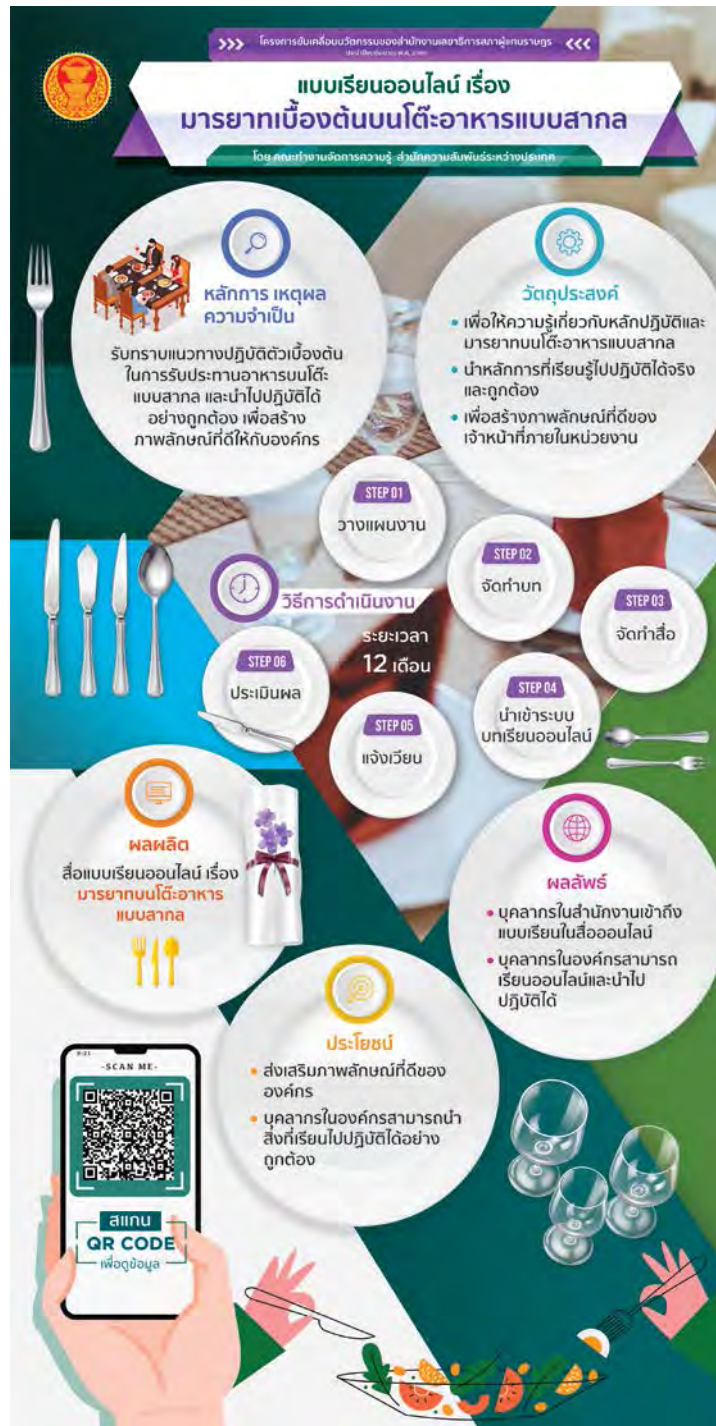 >>> โครงการขับเคลื่อนนวัตกรรมของสำนักงานเลขาธิการสภาผู้แทนราษฎร <<<
แบบเรียนออนไลน์ เรื่อง
มารยาทเบื้องต้นบนโต๊ะอาหารแบบสากล
โดย คณะทำงานจัดการความรู้ สำนักความสัมพันธ์ระหว่างประเทศ
หลักการ เหตุผล
ความจำเป็น
รับทราบแนวทางปฏิบัติตัวเบื้องต้น
ในการรับประทานอาหารบนโต๊ะ
แบบสากล และนำไปปฏิบัติได้
อย่างถูกต้อง เพื่อสร้าง
ภาพลักษณ์ที่ดีให้กับองค์กร
วัตถุประสงค์
• เพื่อให้ความรู้เกี่ยวกับหลักปฏิบัติและ
มารยาทบนโต๊ะอาหารแบบสากล
• นำหลักการที่เรียนรู้ไปปฏิบัติได้จริง
และถูกต้อง
• เพื่อสร้างภาพลักษณ์ที่ดีของ
เจ้าหน้าที่ภายในหน่วยงาน
วิธีการดำเนินงาน
ระยะเวลา
12 เดือน
STEP 01
วางแผนงาน
STEP 02
จัดทำบท
STEP 03
จัดทำสื่อ
STEP 04
นำเข้าระบบ
บทเรียนออนไลน์
STEP 05
แจ้งเวียน
STEP 06
ประเมินผล
ผลผลิต
สื่อแบบเรียนออนไลน์ เรื่อง
มารยาทบนโต๊ะอาหาร
แบบสากล
ผลลัพธ์
• บุคลากรในสำนักงานเข้าถึง
แบบเรียนในสื่อออนไลน์
• บุคลากรในองค์กรสามารถ
เรียนออนไลน์และนำไป
ปฏิบัติได้
ประโยชน์
• ส่งเสริมภาพลักษณ์ที่ดีของ
องค์กร
• บุคลากรในองค์กรสามารถนำ
สิ่งที่เรียนไปปฏิบัติได้อย่าง
ถูกต้อง
-SCAN ME-
สแกน
QR CODE
เพื่อดูข้อมูล